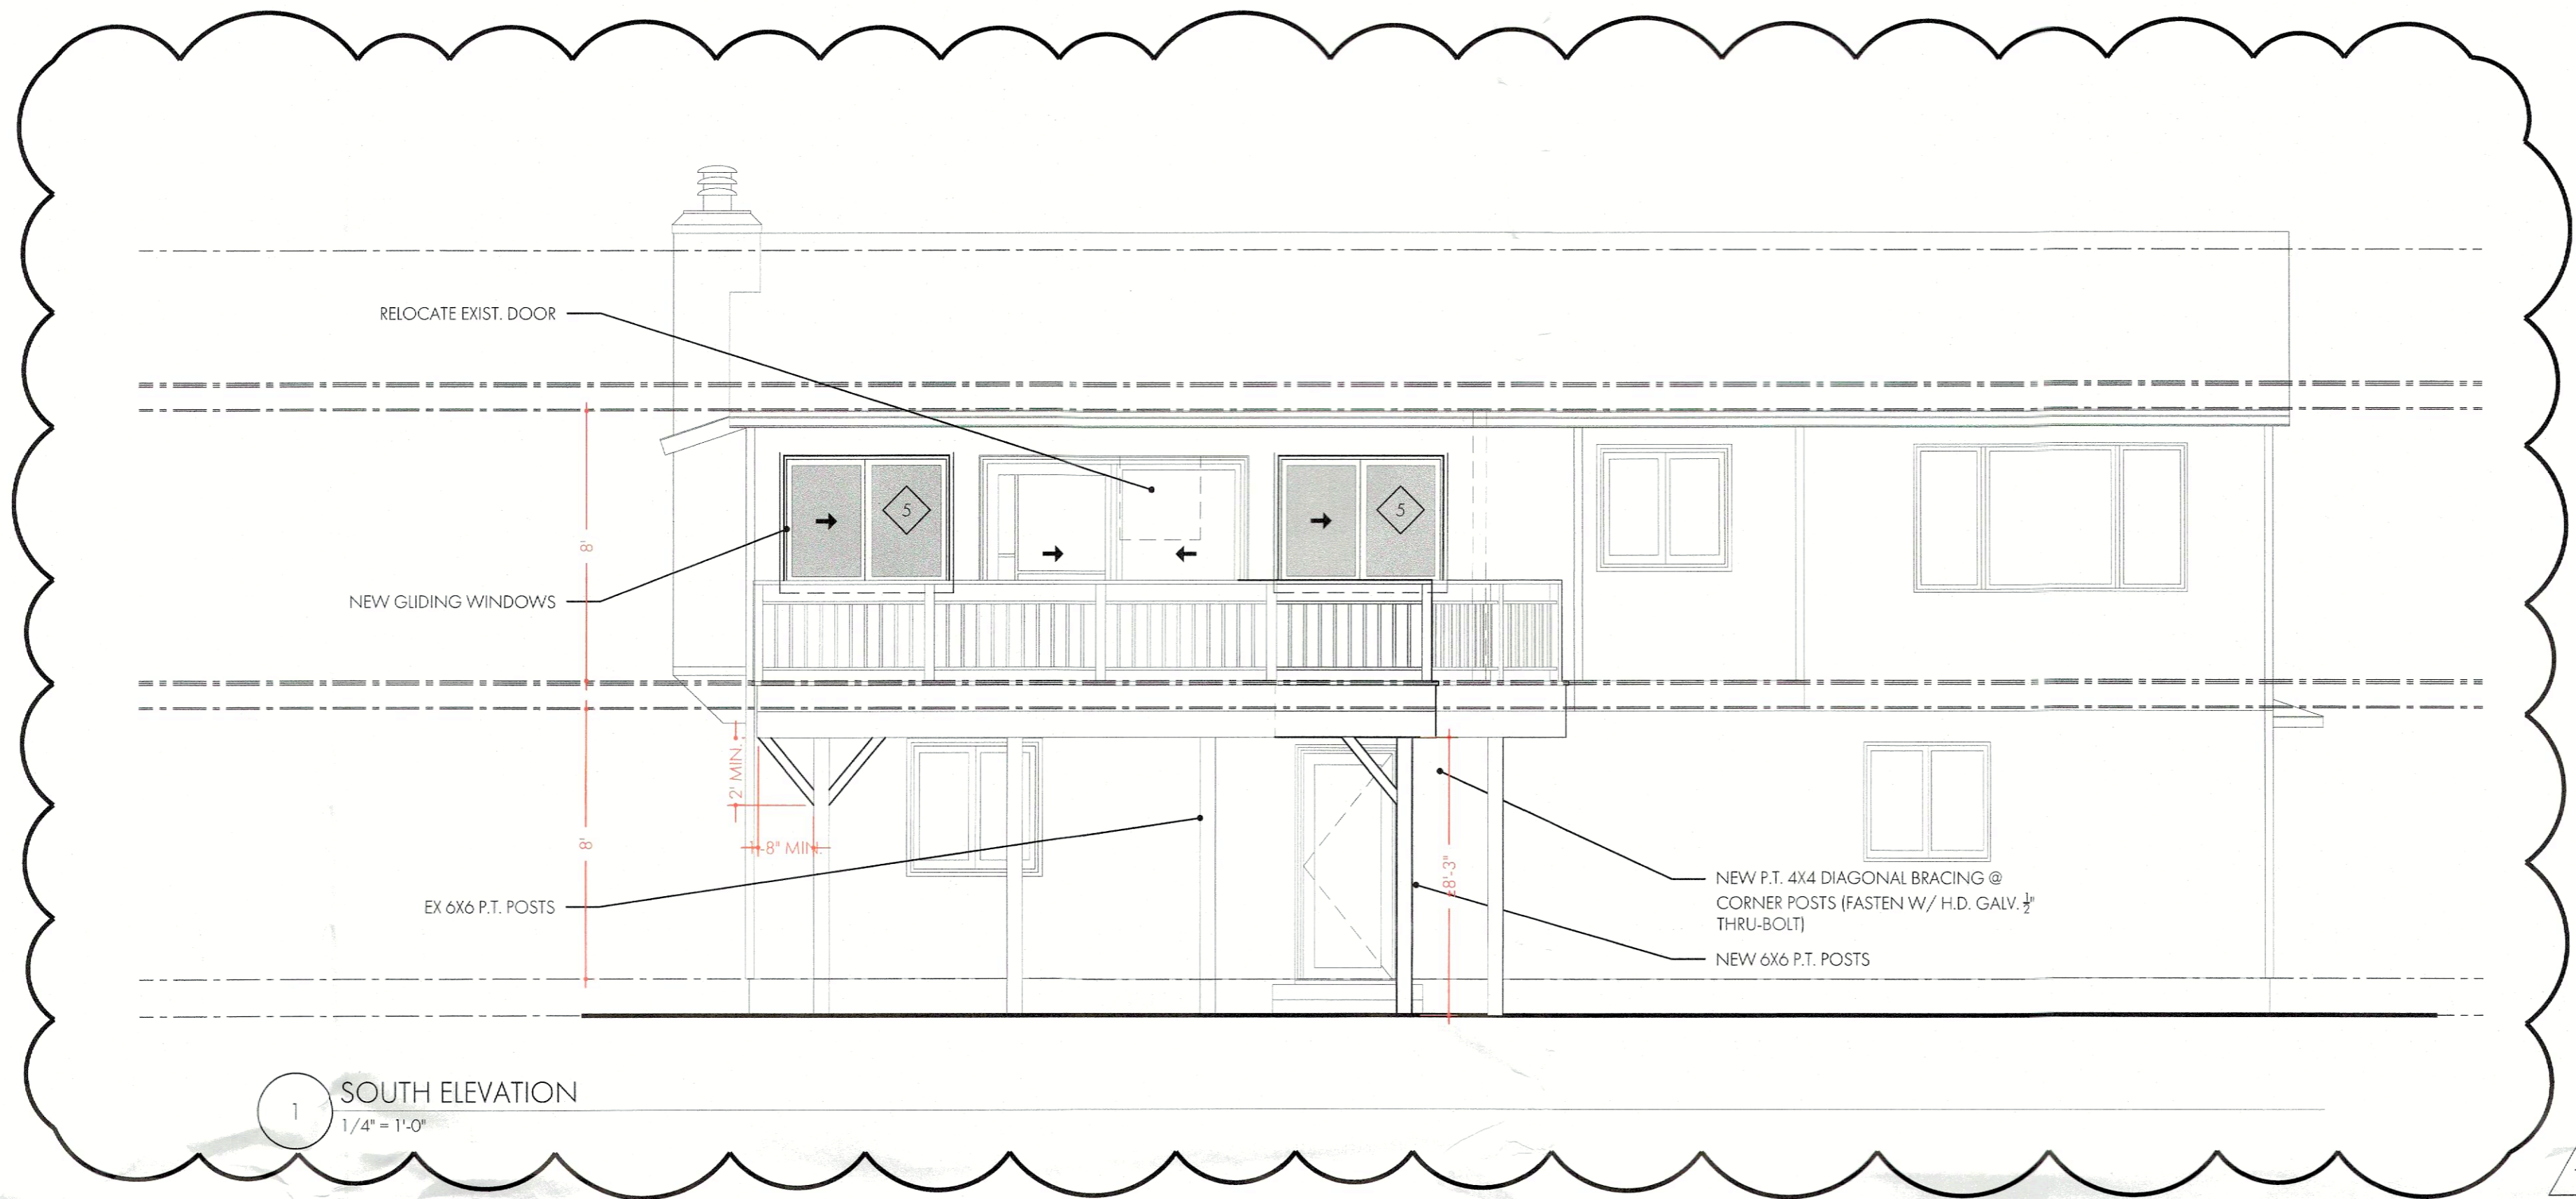 RELOCATE EXIST. DOOR
5
5
8'
NEW GLIDING WINDOWS
2' MIN.
8'
1'-8" MIN.
EX 6X6 P.T. POSTS
±8'-3"
NEW P.T. 4X4 DIAGONAL BRACING @
CORNER POSTS (FASTEN W/ H.D. GALV. ½"
THRU-BOLT)
NEW 6X6 P.T. POSTS
1
SOUTH ELEVATION
1/4" = 1'-0"